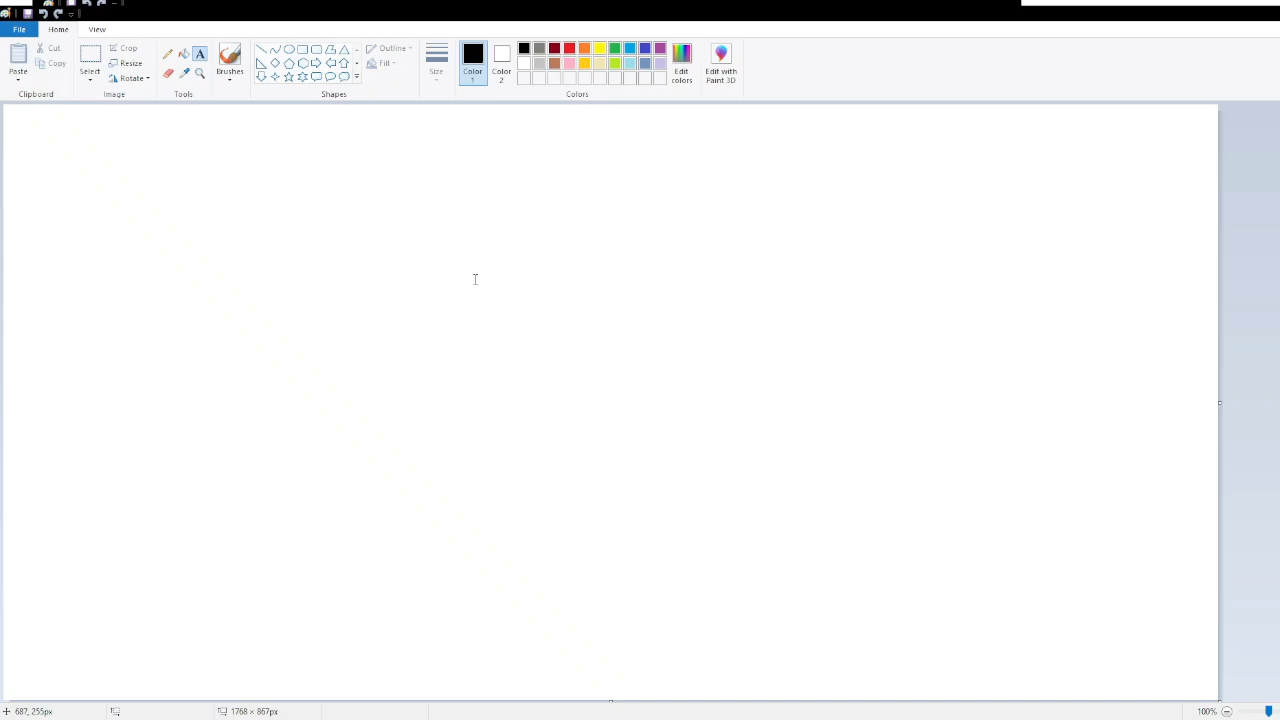 File Home View
Paste Cut Copy Select Crop Resize Rotate Brushes Outline Fill Size Color 1 Color 2 Edit colors Edit with Paint 3D
Clipboard Image Tools Shapes Colors
687, 255px 1768 × 867px 100%